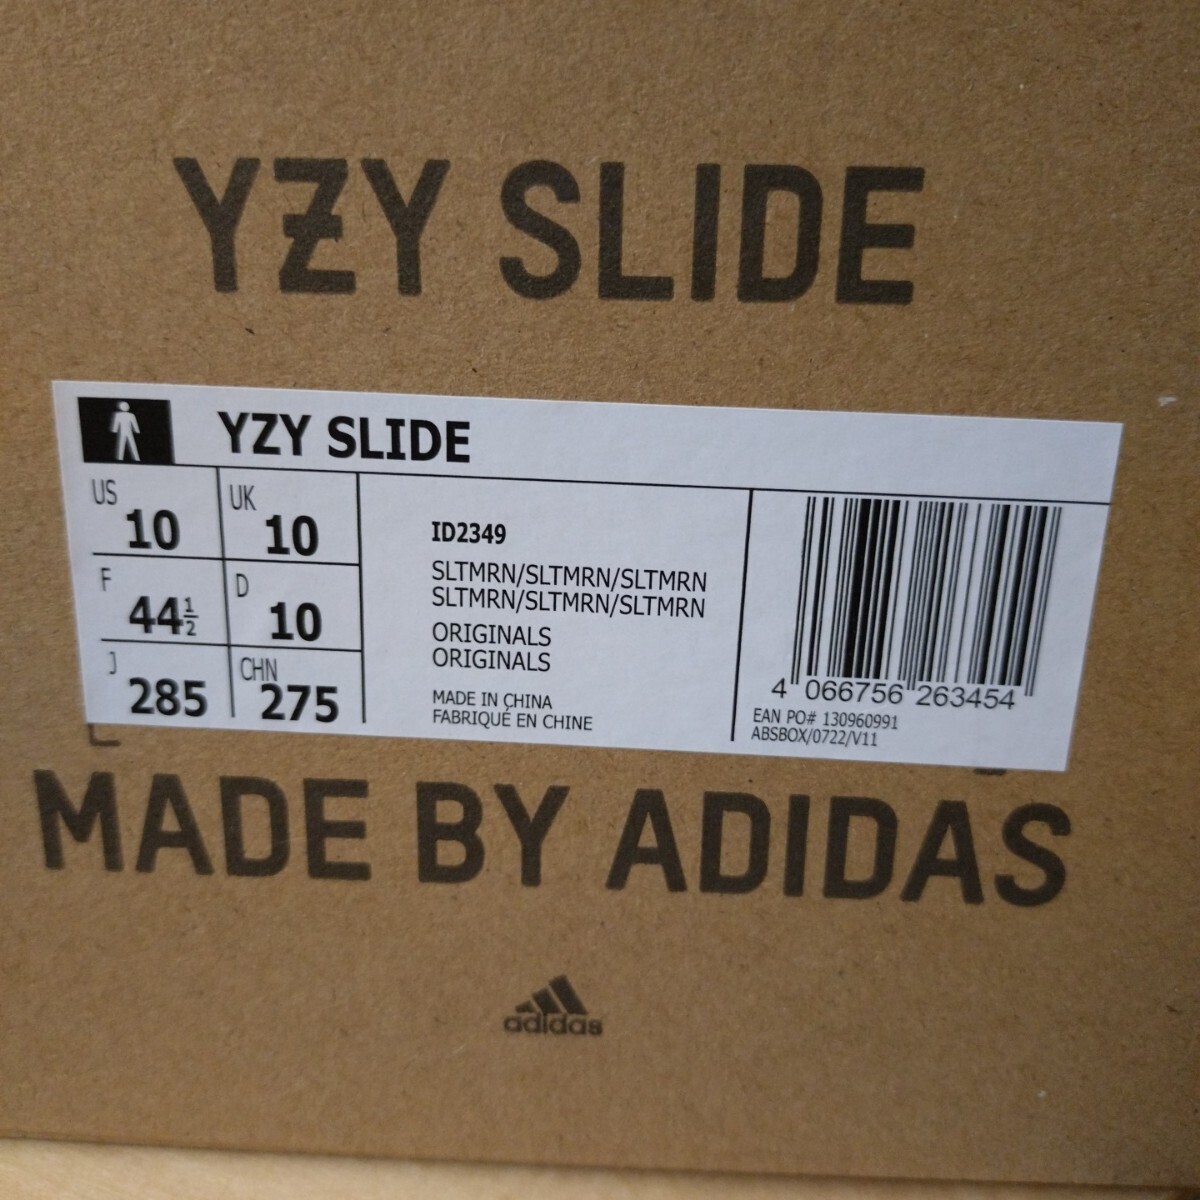 YZY SLIDE
YZY SLIDE
US 10 UK 10
F 44½ D 10
J 285 CHN 275
ID2349
SLTMRN/SLTMRN/SLTMRN
SLTMRN/SLTMRN/SLTMRN
ORIGINALS
ORIGINALS
MADE IN CHINA
FABRIQUÉ EN CHINE
4 066756 263454
EAN PO# 130960991
ABSBOX/0722/V11
MADE BY ADIDAS
adidas